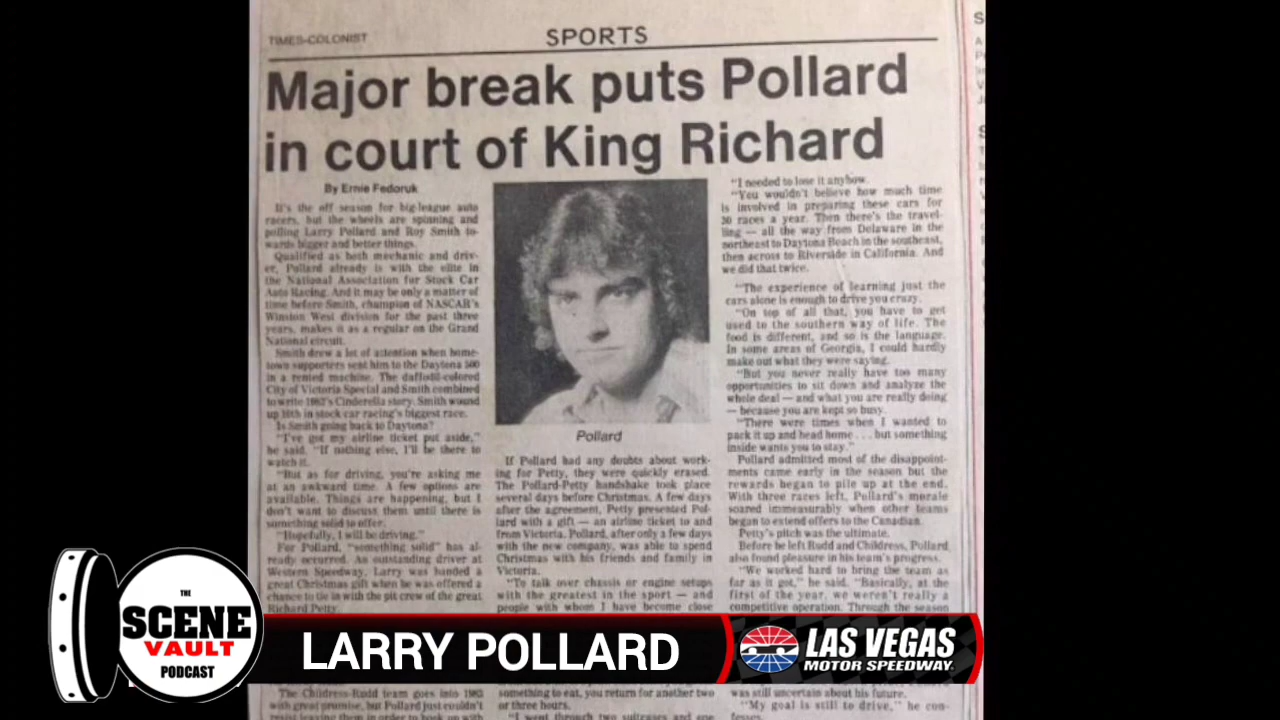 TIMES-COLONIST
SPORTS
Major break puts Pollard
in court of King Richard
By Ernie Fedoruk
It's the off season for big-league auto
racers, but the wheels are spinning and
pulling Larry Pollard and Roy Smith to-
wards bigger and better things.
Qualified as both mechanic and driv-
er, Pollard already is with the elite in
the National Association for Stock Car
Auto Racing. And it may be only a matter of
time before Smith, champion of NASCAR's
Winston West division for the past three
years, makes it as a regular on the Grand
National circuit.
Smith drew a lot of attention when home-
town supporters sent him to the Daytona 500
in a rented machine. The daffodil-colored
City of Victoria Special and Smith combined
to write 1982's Cinderella story. Smith wound
up 10th in stock car racing's biggest race.
Is Smith going back to Daytona?
"I've got my airline ticket put aside,"
he said. "If nothing else, I'll be there to
watch it.
"But as for driving, you're asking me
at an awkward time. A few options are
available. Things are happening, but I
don't want to discuss them until there is
something solid to offer.
"Hopefully, I will be driving."
For Pollard, "something solid" has al-
ready occurred. An outstanding driver at
Western Speedway, Larry was handed a
great Christmas gift when he was offered a
chance to tie in with the pit crew of the great
Richard Petty.
The Childress-Rudd team goes into 1983
with great promise, but Pollard just couldn't
resist leaving them in order to hook up with
Pollard
If Pollard had any doubts about work-
ing for Petty, they were quickly erased.
The Pollard-Petty handshake took place
several days before Christmas. A few days
after the agreement, Petty presented Pol-
lard with a gift — an airline ticket to and
from Victoria. Pollard, after only a few days
with the new company, was able to spend
Christmas with his friends and family in
Victoria.
"To talk over chassis or engine setups
with the greatest in the sport — and
people with whom I have become close
something to eat, you return for another two
or three hours.
"I went through two suitcases and one
"I needed to lose it anyhow.
"You wouldn't believe how much time
is involved in preparing these cars for
30 races a year. Then there's the travel-
ling — all the way from Delaware in the
northeast to Daytona Beach in the southeast,
then across to Riverside in California. And
we did that twice.
"The experience of learning just the
cars alone is enough to drive you crazy.
"On top of all that, you have to get
used to the southern way of life. The
food is different, and so is the language.
In some areas of Georgia, I could hardly
make out what they were saying.
"But you never really have too many
opportunities to sit down and analyze the
whole deal — and what you are really doing
— because you are kept so busy.
"There were times when I wanted to
pack it up and head home . . . but something
inside wants you to stay."
Pollard admitted most of the disappoint-
ments came early in the season but the
rewards began to pile up at the end.
With three races left, Pollard's morale
soared immeasurably when other teams
began to extend offers to the Canadian.
Petty's pitch was the ultimate.
Before he left Rudd and Childress, Pollard
also found pleasure in his team's progress.
"We worked hard to bring the team as
far as it got," he said. "Basically, at the
first of the year, we weren't really a
competitive operation. Through the season
was still uncertain about his future.
"My goal is still to drive," he con-
fesses.
THE
SCENE
VAULT
PODCAST
LARRY POLLARD
LAS VEGAS
MOTOR SPEEDWAY